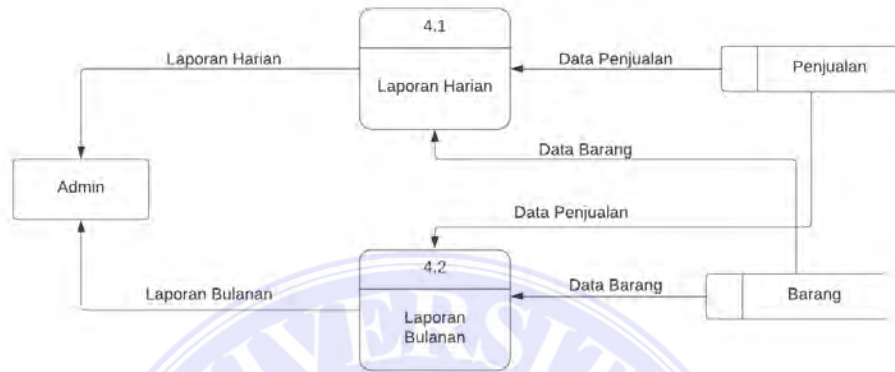 4.1
Laporan Harian
Data Penjualan
Penjualan
Laporan Harian
Data Barang
Admin
Data Penjualan
4.2
Laporan Bulanan
Data Barang
Barang
Laporan
Bulanan